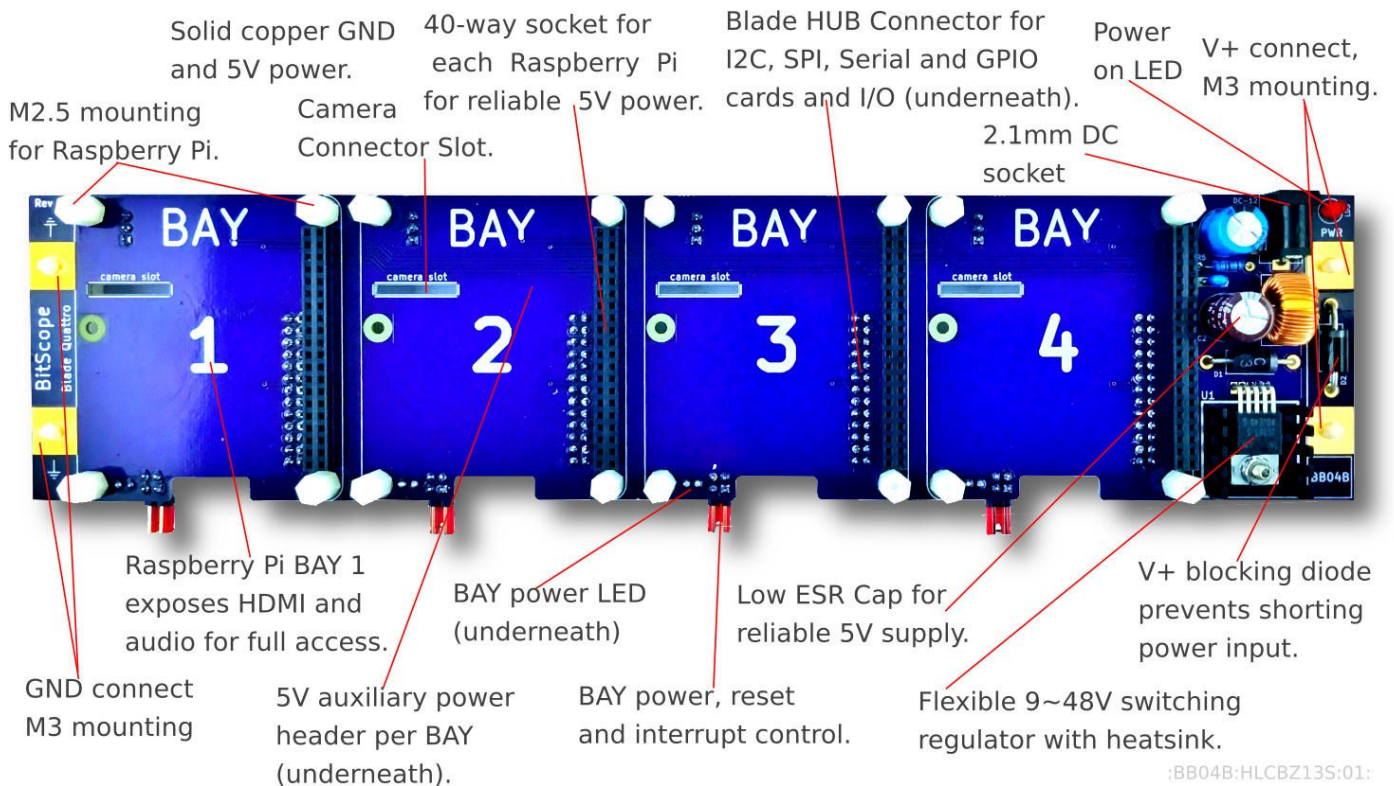 Solid copper GND
and 5V power.
40-way socket for
each Raspberry Pi
for reliable 5V power.
Blade HUB Connector for
I2C, SPI, Serial and GPIO
cards and I/O (underneath).
Power
on LED
V+ connect,
M3 mounting.
M2.5 mounting
for Raspberry Pi.
Camera
Connector Slot.
2.1mm DC
socket
Rev
BAY
BAY
BAY
BAY
DC-12
PWR
camera slot
camera slot
camera slot
camera slot
1
2
3
4
BitScope
Blade Quattro
C2
D1
D2
U1
BB04B
Raspberry Pi BAY 1
exposes HDMI and
audio for full access.
BAY power LED
(underneath)
Low ESR Cap for
reliable 5V supply.
V+ blocking diode
prevents shorting
power input.
GND connect
M3 mounting
5V auxiliary power
header per BAY
(underneath).
BAY power, reset
and interrupt control.
Flexible 9~48V switching
regulator with heatsink.
:BB04B:HLCBZ13S:01: